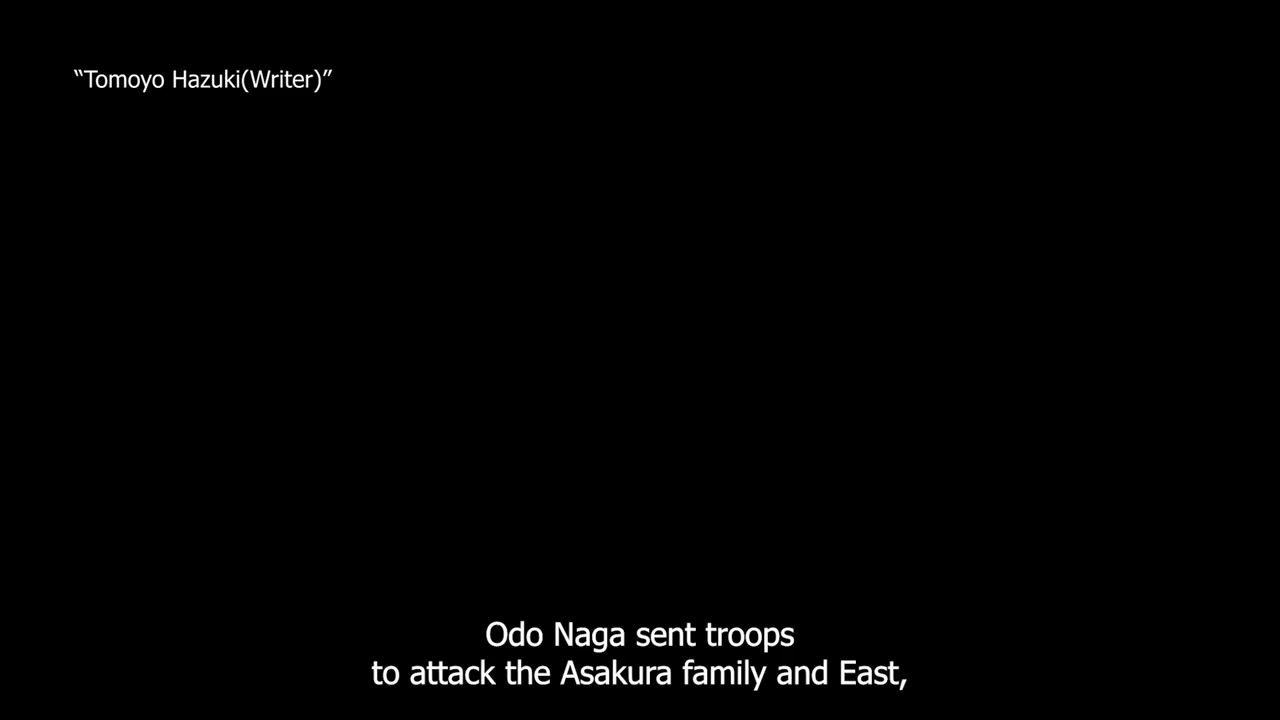 “Tomoyo Hazuki(Writer)”
Odo Naga sent troops
to attack the Asakura family and East,